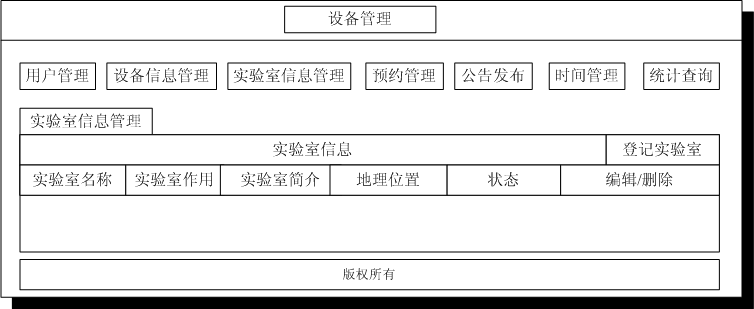 设备管理
用户管理 设备信息管理 实验室信息管理 预约管理 公告发布 时间管理 统计查询
实验室信息管理
实验室信息 登记实验室
实验室名称 实验室作用 实验室简介 地理位置 状态 编辑/删除
版权所有